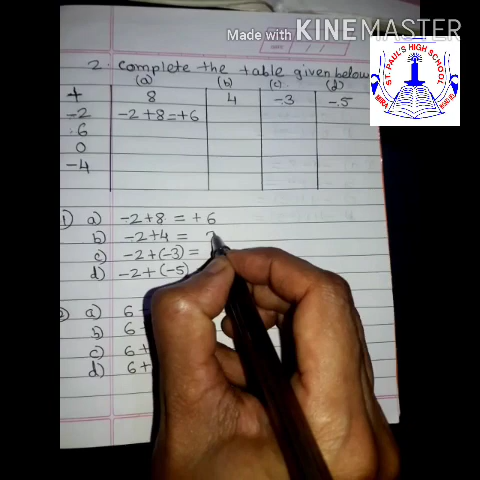 Made with KINEMASTER
ST. PAUL'S HIGH SCHOOL
2. Complete the table given below
(a) (b) (c) (d)
+ 8 4 -3 -5
-2 -2+8=+6
6
0
-4
1) a) -2+8 = +6
b) -2+4 =
c) -2+(-3) =
d) -2+(-5)
2) a) 6
b) 6
c) 6+
d) 6+